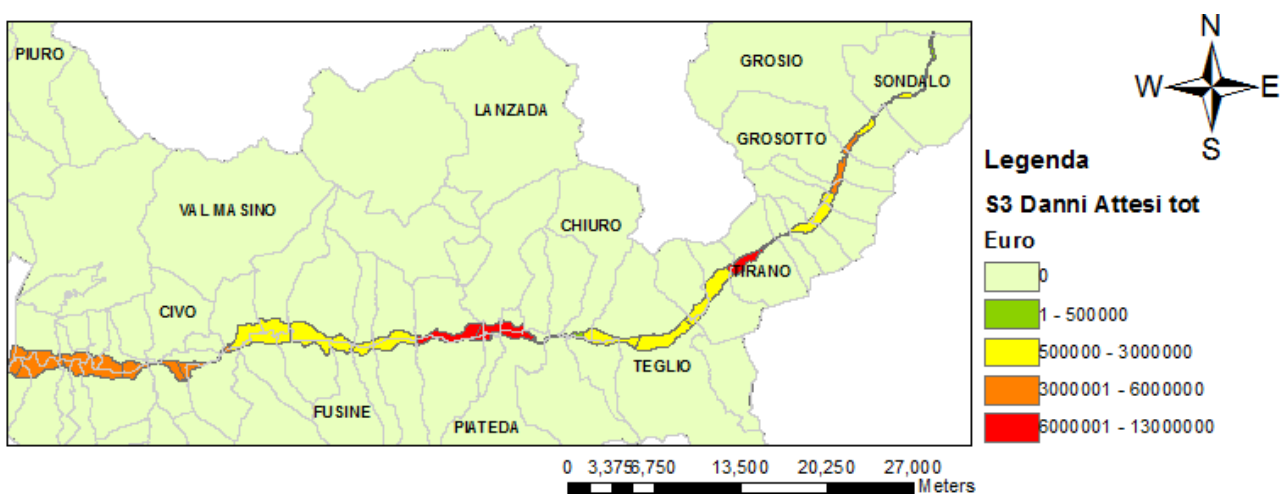 PIURO
GROSIO
SONDALO
LANZADA
GROSOTTO
VAL MASINO
CHIURO
TIRANO
CIVO
TEGLIO
FUSINE
PIATEDA
N
W E
S
Legenda
S3 Danni Attesi tot
Euro
0
1 - 500000
500000 - 3000000
3000001 - 6000000
6000001 - 13000000
0 3,375 6,750 13,500 20,250 27,000
Meters